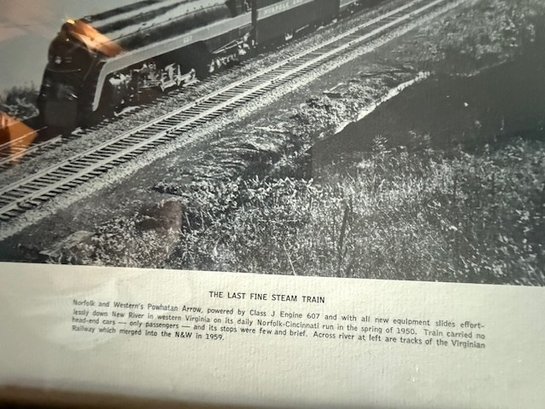 THE LAST FINE STEAM TRAIN
Norfolk and Western's Powhatan Arrow, powered by Class J Engine 607 and with all new equipment slides effort-
lessly down New River in western Virginia on its daily Norfolk-Cincinnati run in the spring of 1950. Train carried no
head-end cars — only passengers — and its stops were few and brief. Across river at left are tracks of the Virginian
Railway which merged into the N&W in 1959.